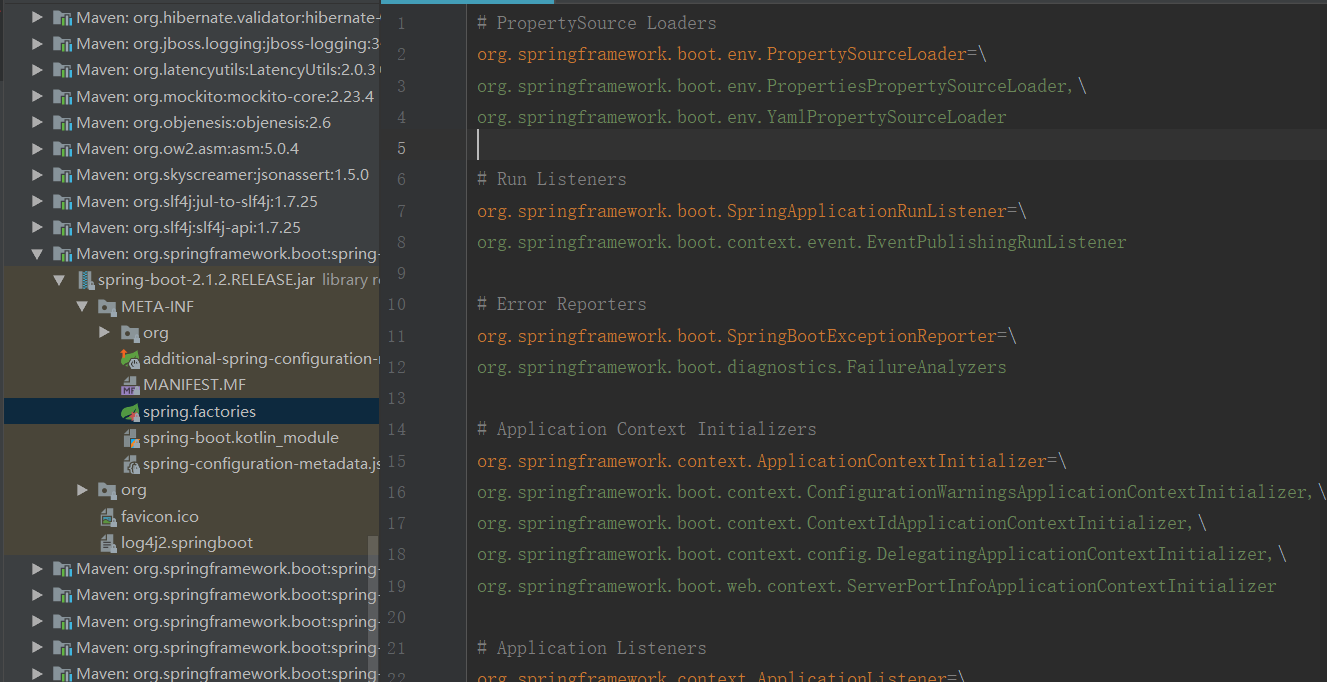 Maven: org.hibernate.validator:hibernate-
Maven: org.jboss.logging:jboss-logging:3
Maven: org.latencyutils:LatencyUtils:2.0.3
Maven: org.mockito:mockito-core:2.23.4
Maven: org.objenesis:objenesis:2.6
Maven: org.ow2.asm:asm:5.0.4
Maven: org.skyscreamer:jsonassert:1.5.0
Maven: org.slf4j:jul-to-slf4j:1.7.25
Maven: org.slf4j:slf4j-api:1.7.25
Maven: org.springframework.boot:spring-
spring-boot-2.1.2.RELEASE.jar library r
META-INF
org
additional-spring-configuration-
MANIFEST.MF
MF
spring.factories
spring-boot.kotlin_module
spring-configuration-metadata.js
org
favicon.ico
log4j2.springboot
Maven: org.springframework.boot:spring-
Maven: org.springframework.boot:spring-
Maven: org.springframework.boot:spring-
Maven: org.springframework.boot:spring-
Maven: org.springframework.boot:spring-
1 # PropertySource Loaders
2 org.springframework.boot.env.PropertySourceLoader=\
3 org.springframework.boot.env.PropertiesPropertySourceLoader,\
4 org.springframework.boot.env.YamlPropertySourceLoader
5
6 # Run Listeners
7 org.springframework.boot.SpringApplicationRunListener=\
8 org.springframework.boot.context.event.EventPublishingRunListener
9
10 # Error Reporters
11 org.springframework.boot.SpringBootExceptionReporter=\
12 org.springframework.boot.diagnostics.FailureAnalyzers
13
14 # Application Context Initializers
15 org.springframework.context.ApplicationContextInitializer=\
16 org.springframework.boot.context.ConfigurationWarningsApplicationContextInitializer,\
17 org.springframework.boot.context.ContextIdApplicationContextInitializer,\
18 org.springframework.boot.context.config.DelegatingApplicationContextInitializer,\
19 org.springframework.boot.web.context.ServerPortInfoApplicationContextInitializer
20
21 # Application Listeners
22 org.springframework.context.ApplicationListener=\